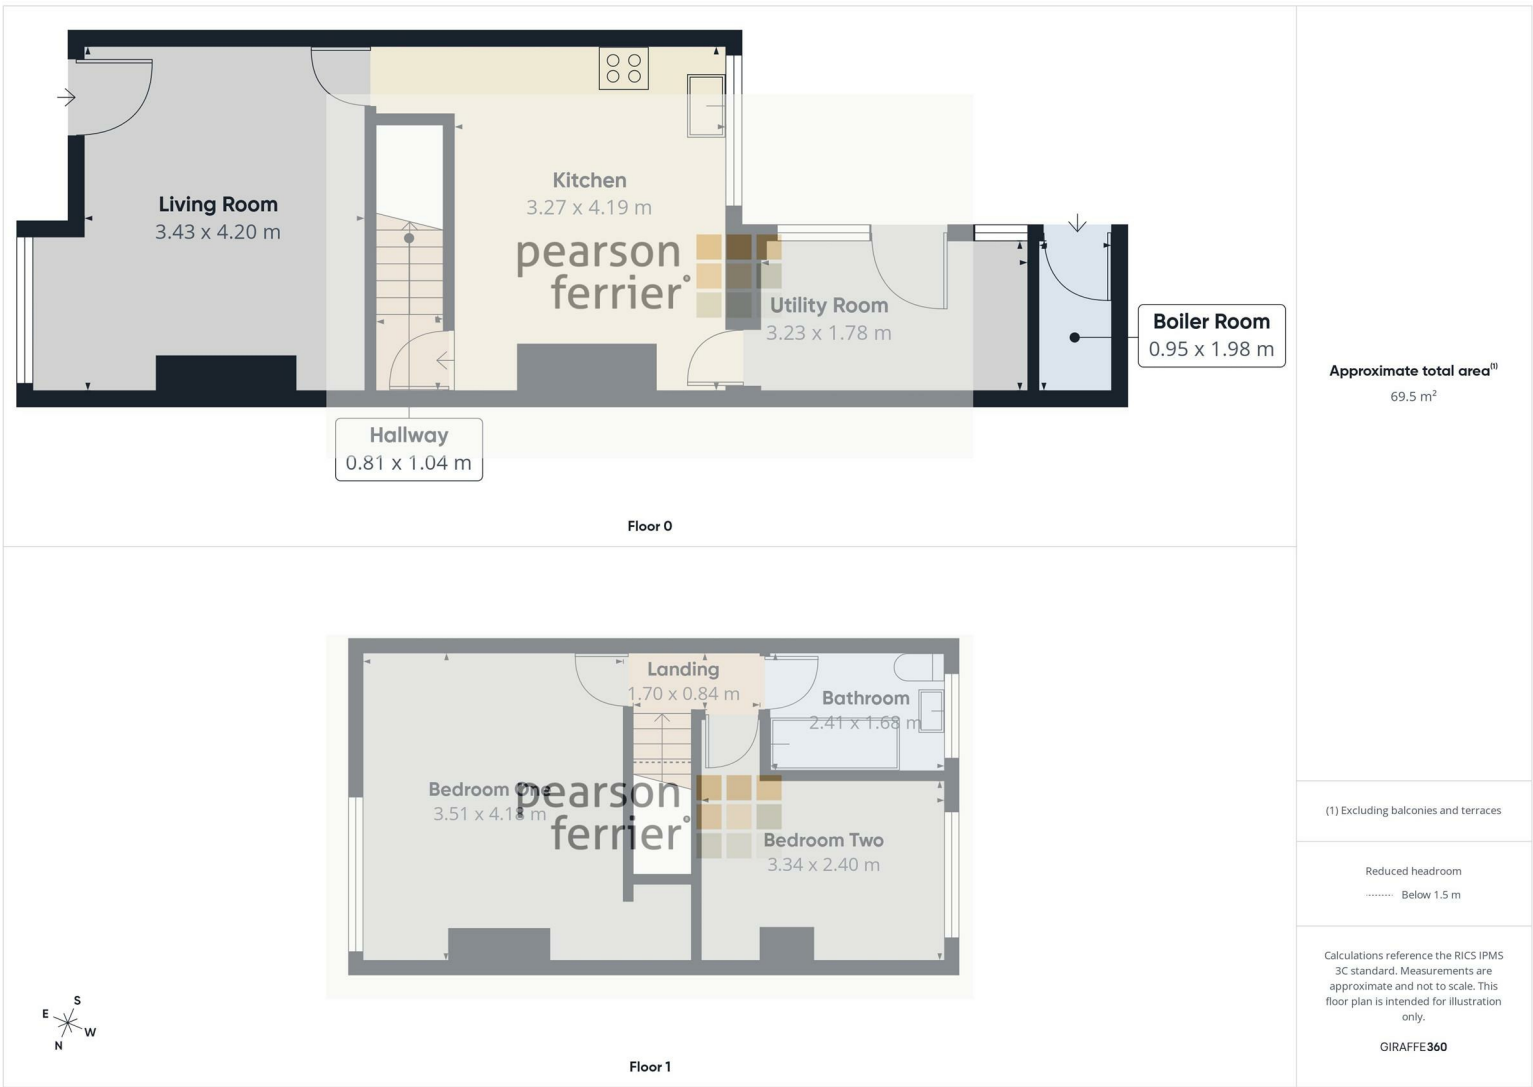 Living Room
3.43 x 4.20 m
Kitchen
3.27 x 4.19 m
pearson
ferrier®
Utility Room
3.23 x 1.78 m
Boiler Room
0.95 x 1.98 m
Hallway
0.81 x 1.04 m
Floor 0
Approximate total area(1)
69.5 m²
Landing
1.70 x 0.84 m
Bathroom
2.41 x 1.68 m
Bedroom One
3.51 x 4.18 m
pearson
ferrier®
Bedroom Two
3.34 x 2.40 m
S
E
W
N
Floor 1
(1) Excluding balconies and terraces
Reduced headroom
Below 1.5 m
Calculations reference the RICS IPMS
3C standard. Measurements are
approximate and not to scale. This
floor plan is intended for illustration
only.
GIRAFFE360